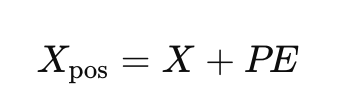 X_pos = X + PE